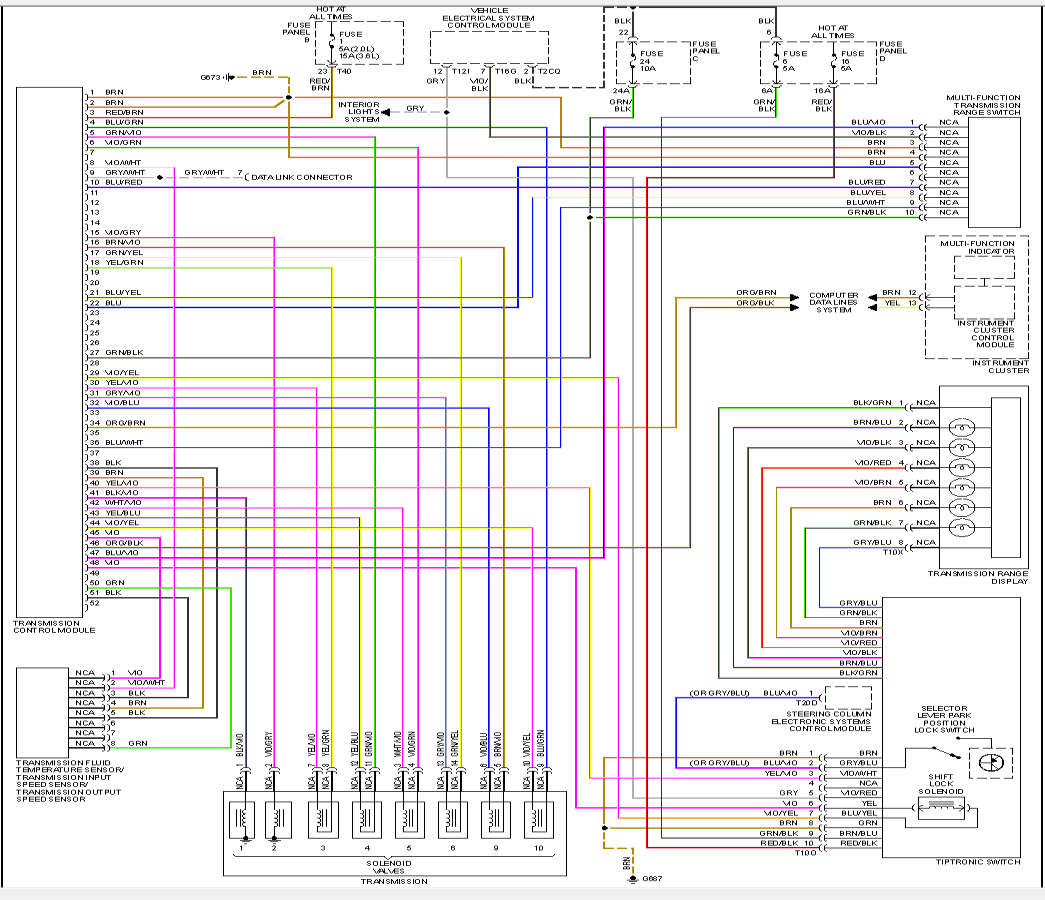 HOT AT
ALL TIMES
FUSE
PANEL
B
FUSE
1
5A(2.0L)
15A(3.6L)
23 T40
RED/
BRN
VEHICLE
ELECTRICAL SYSTEM
CONTROL MODULE
12 T12I 7 T16G 2 T2CQ
GRY VIO/
BLK BLK
BLK
22
FUSE
24
10A
FUSE
PANEL
C
24A
GRN/
BLK
BLK
6
HOT AT
ALL TIMES
FUSE
6
5A
FUSE
16
5A
FUSE
PANEL
D
6A
GRN/
BLK
16A
RED/
BLK
G673 BRN
INTERIOR
LIGHTS
SYSTEM
GRY
1 BRN
2 BRN
3 RED/BRN
4 BLU/GRN
5 GRN/VIO
6 VIO/GRN
7
8 VIO/WHT
9 GRY/WHT GRY/WHT 7 DATA LINK CONNECTOR
10 BLU/RED
11
12
13
14
15 VIO/GRY
16 BRN/VIO
17 GRN/YEL
18 YEL/GRN
19
20
21 BLU/YEL
22 BLU
23
24
25
26
27 GRN/BLK
28
29 VIO/YEL
30 YEL/VIO
31 GRY/VIO
32 VIO/BLU
33
34 ORG/BRN
35
36 BLU/WHT
37
38 BLK
39 BRN
40 YEL/VIO
41 BLK/VIO
42 WHT/VIO
43 YEL/BLU
44 VIO/YEL
45 VIO
46 ORG/BLK
47 BLU/VIO
48 VIO
49
50 GRN
51 BLK
52
TRANSMISSION
CONTROL MODULE
MULTI-FUNCTION
TRANSMISSION
RANGE SWITCH
BLU/VIO 1 NCA
VIO/BLK 2 NCA
BRN 3 NCA
BRN 4 NCA
BLU 5 NCA
6 NCA
BLU/RED 7 NCA
BLU/YEL 8 NCA
BLU/WHT 9 NCA
GRN/BLK 10 NCA
MULTI-FUNCTION
INDICATOR
ORG/BRN
ORG/BLK
COMPUTER
DATA LINES
SYSTEM
BRN 12
YEL 13
INSTRUMENT
CLUSTER
CONTROL
MODULE
INSTRUMENT
CLUSTER
BLK/GRN 1 NCA
BRN/BLU 2 NCA
VIO/BLK 3 NCA
VIO/RED 4 NCA
VIO/BRN 5 NCA
BRN 6 NCA
GRN/BLK 7 NCA
GRY/BLU 8 NCA
T10X
TRANSMISSION RANGE
DISPLAY
GRY/BLU
GRN/BLK
BRN
VIO/BRN
VIO/RED
VIO/BLK
BRN/BLU
BLK/GRN
(OR GRY/BLU) BLU/VIO 1
T20D
STEERING COLUMN
ELECTRONIC SYSTEMS
CONTROL MODULE
SELECTOR
LEVER PARK
POSITION
LOCK SWITCH
SHIFT
LOCK
SOLENOID
BRN 1 BRN
(OR GRY/BLU) BLU/VIO 2 GRY/BLU
YEL/VIO 3 VIO/WHT
4 NCA
GRY 5 VIO/RED
VIO 6 YEL
VIO/YEL 7 BLU/YEL
BRN 8 GRN
GRN/BLK 9 BRN/BLU
RED/BLK 10 RED/BLK
T10O
TIPTRONIC SWITCH
BRN
G687
NCA 1 VIO
NCA 2 VIO/WHT
NCA 3 BLK
NCA 4 BRN
NCA 5 BLK
NCA 6
NCA 7
NCA 8 GRN
TRANSMISSION FLUID
TEMPERATURE SENSOR/
TRANSMISSION INPUT
SPEED SENSOR/
TRANSMISSION OUTPUT
SPEED SENSOR
NCA 1 BLK/VIO
NCA 2 VIO/GRY
NCA 7 YEL/VIO
NCA 8 YEL/GRN
NCA 12 YEL/BLU
NCA 11 GRN/VIO
NCA 3 WHT/VIO
NCA 4 VIO/GRN
NCA 13 GRY/VIO
NCA 14 GRN/YEL
NCA 6 VIO/BLU
NCA 5 BRN/VIO
NCA 10 VIO/YEL
NCA 9 BLU/GRN
1 2 3 4 5 6 9 10
SOLENOID
VALVES
TRANSMISSION